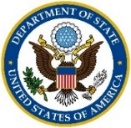 DEPARTMENT OF STATE
UNITED STATES OF AMERICA